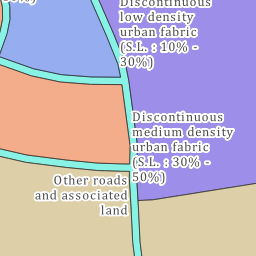 50%)
Discontinuous
low density
urban fabric
(S.L. : 10% -
30%)
Discontinuous
medium density
urban fabric
(S.L. : 30% -
50%)
Other roads
and associated
land